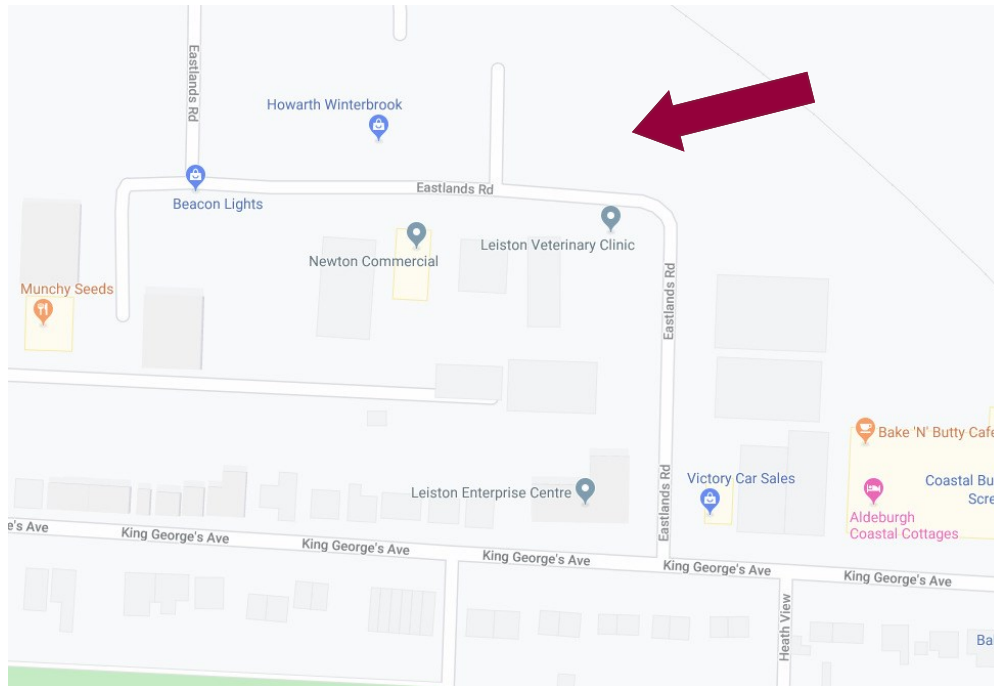 Eastlands Rd
Howarth Winterbrook
Eastlands Rd
Beacon Lights
Leiston Veterinary Clinic
Newton Commercial
Eastlands Rd
Munchy Seeds
Bake 'N' Butty Cafe
Eastlands Rd
Victory Car Sales
Coastal Bu
Scre
Leiston Enterprise Centre
Aldeburgh
Coastal Cottages
e's Ave
King George's Ave
King George's Ave
King George's Ave
King George's Ave
King George's Ave
Heath View
Ba